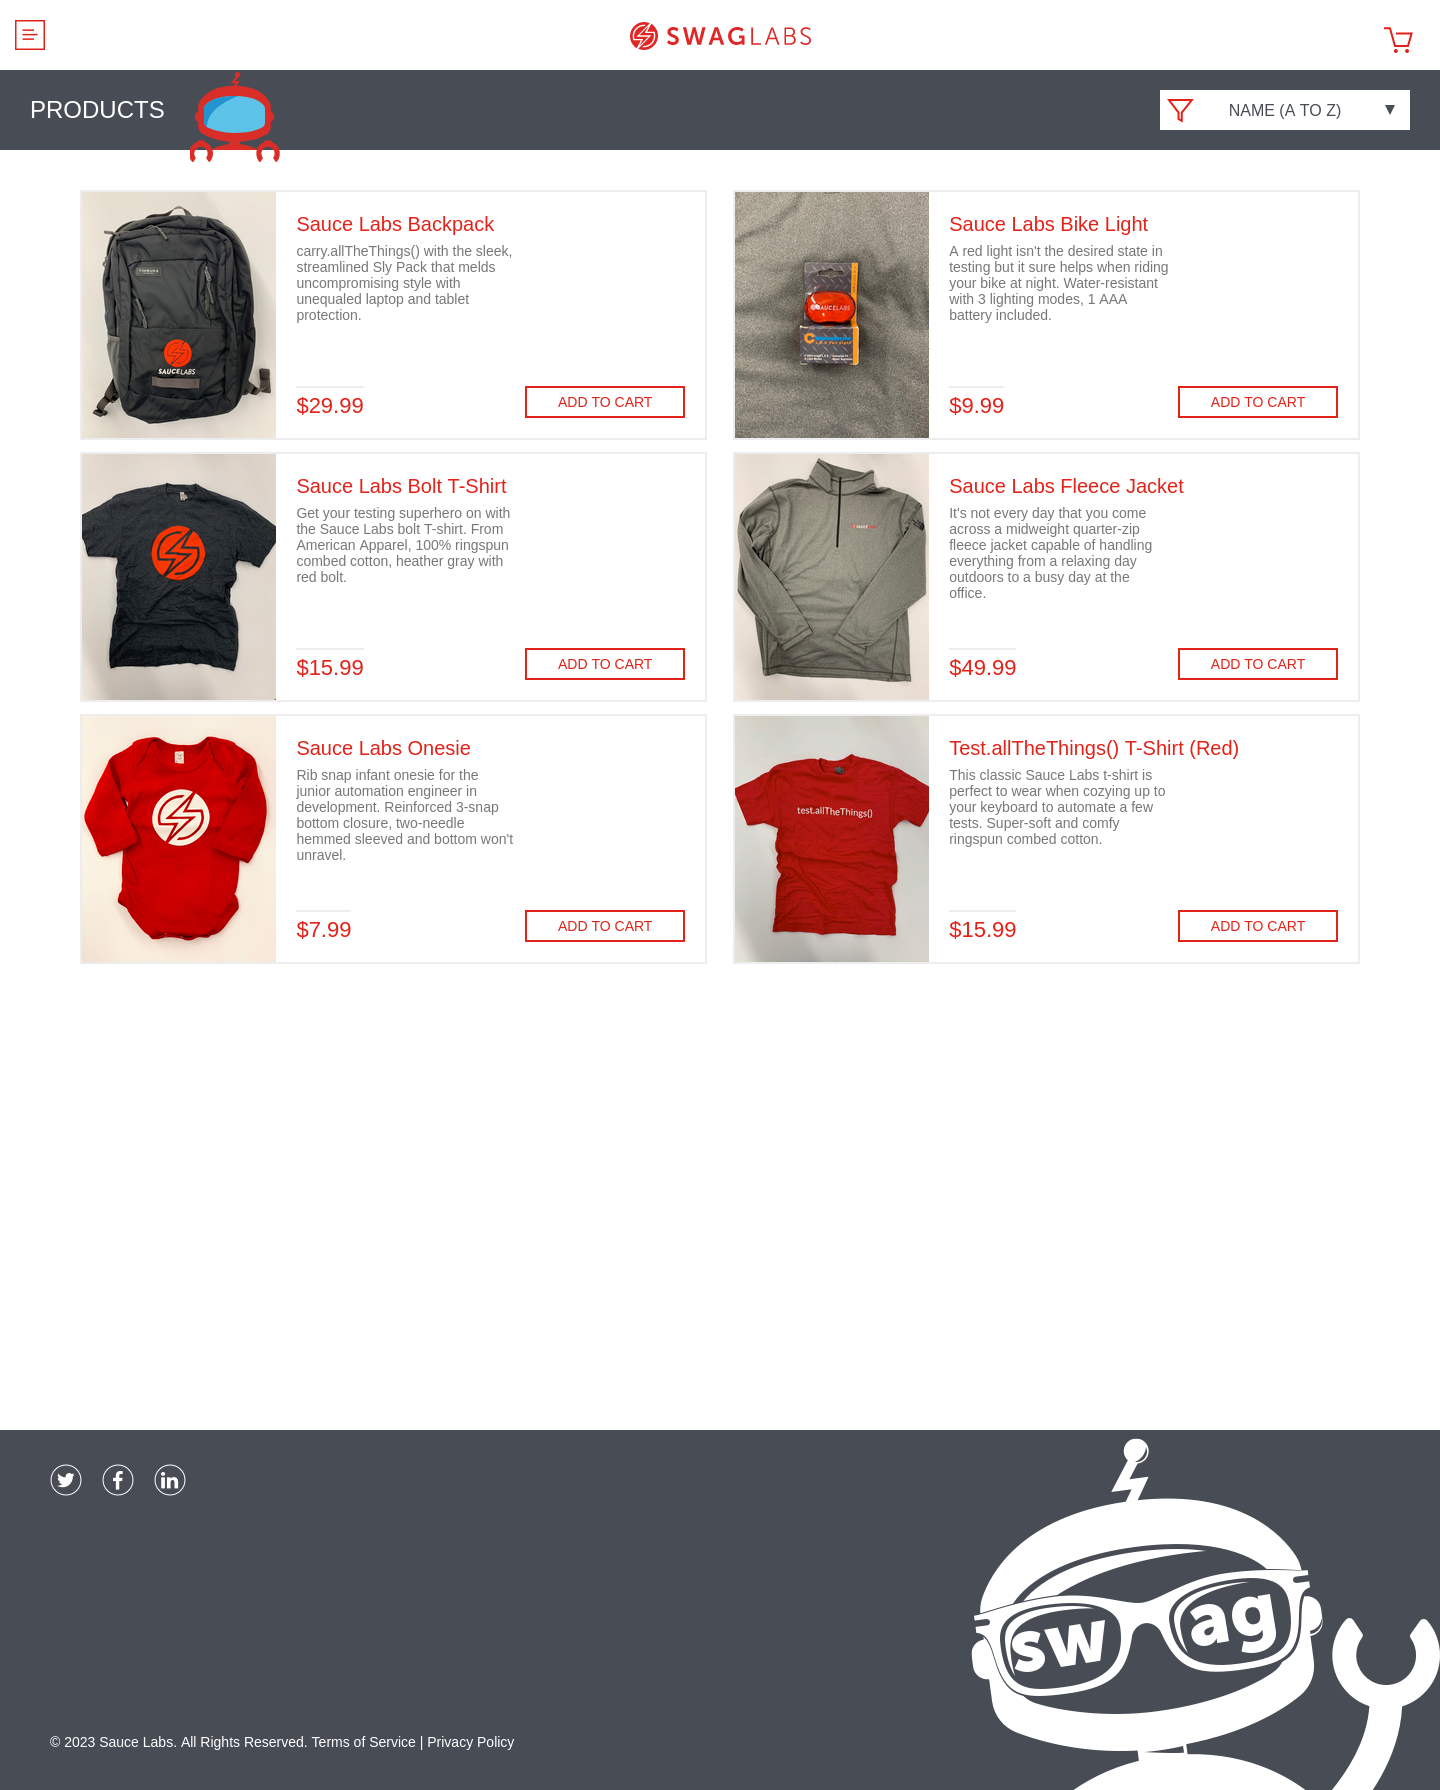 SWAGLABS
PRODUCTS
NAME (A TO Z)
▼
Sauce Labs Backpack
carry.allTheThings() with the sleek,
streamlined Sly Pack that melds
uncompromising style with
unequaled laptop and tablet
protection.
$29.99
ADD TO CART
SAUCELABS
Sauce Labs Bike Light
A red light isn't the desired state in
testing but it sure helps when riding
your bike at night. Water-resistant
with 3 lighting modes, 1 AAA
battery included.
$9.99
ADD TO CART
SAUCELABS
Sauce Labs Bolt T-Shirt
Get your testing superhero on with
the Sauce Labs bolt T-shirt. From
American Apparel, 100% ringspun
combed cotton, heather gray with
red bolt.
$15.99
ADD TO CART
Sauce Labs Fleece Jacket
It's not every day that you come
across a midweight quarter-zip
fleece jacket capable of handling
everything from a relaxing day
outdoors to a busy day at the
office.
$49.99
ADD TO CART
Sauce Labs Onesie
Rib snap infant onesie for the
junior automation engineer in
development. Reinforced 3-snap
bottom closure, two-needle
hemmed sleeved and bottom won't
unravel.
$7.99
ADD TO CART
test.allTheThings()
Test.allTheThings() T-Shirt (Red)
This classic Sauce Labs t-shirt is
perfect to wear when cozying up to
your keyboard to automate a few
tests. Super-soft and comfy
ringspun combed cotton.
$15.99
ADD TO CART
swag
© 2023 Sauce Labs. All Rights Reserved. Terms of Service | Privacy Policy